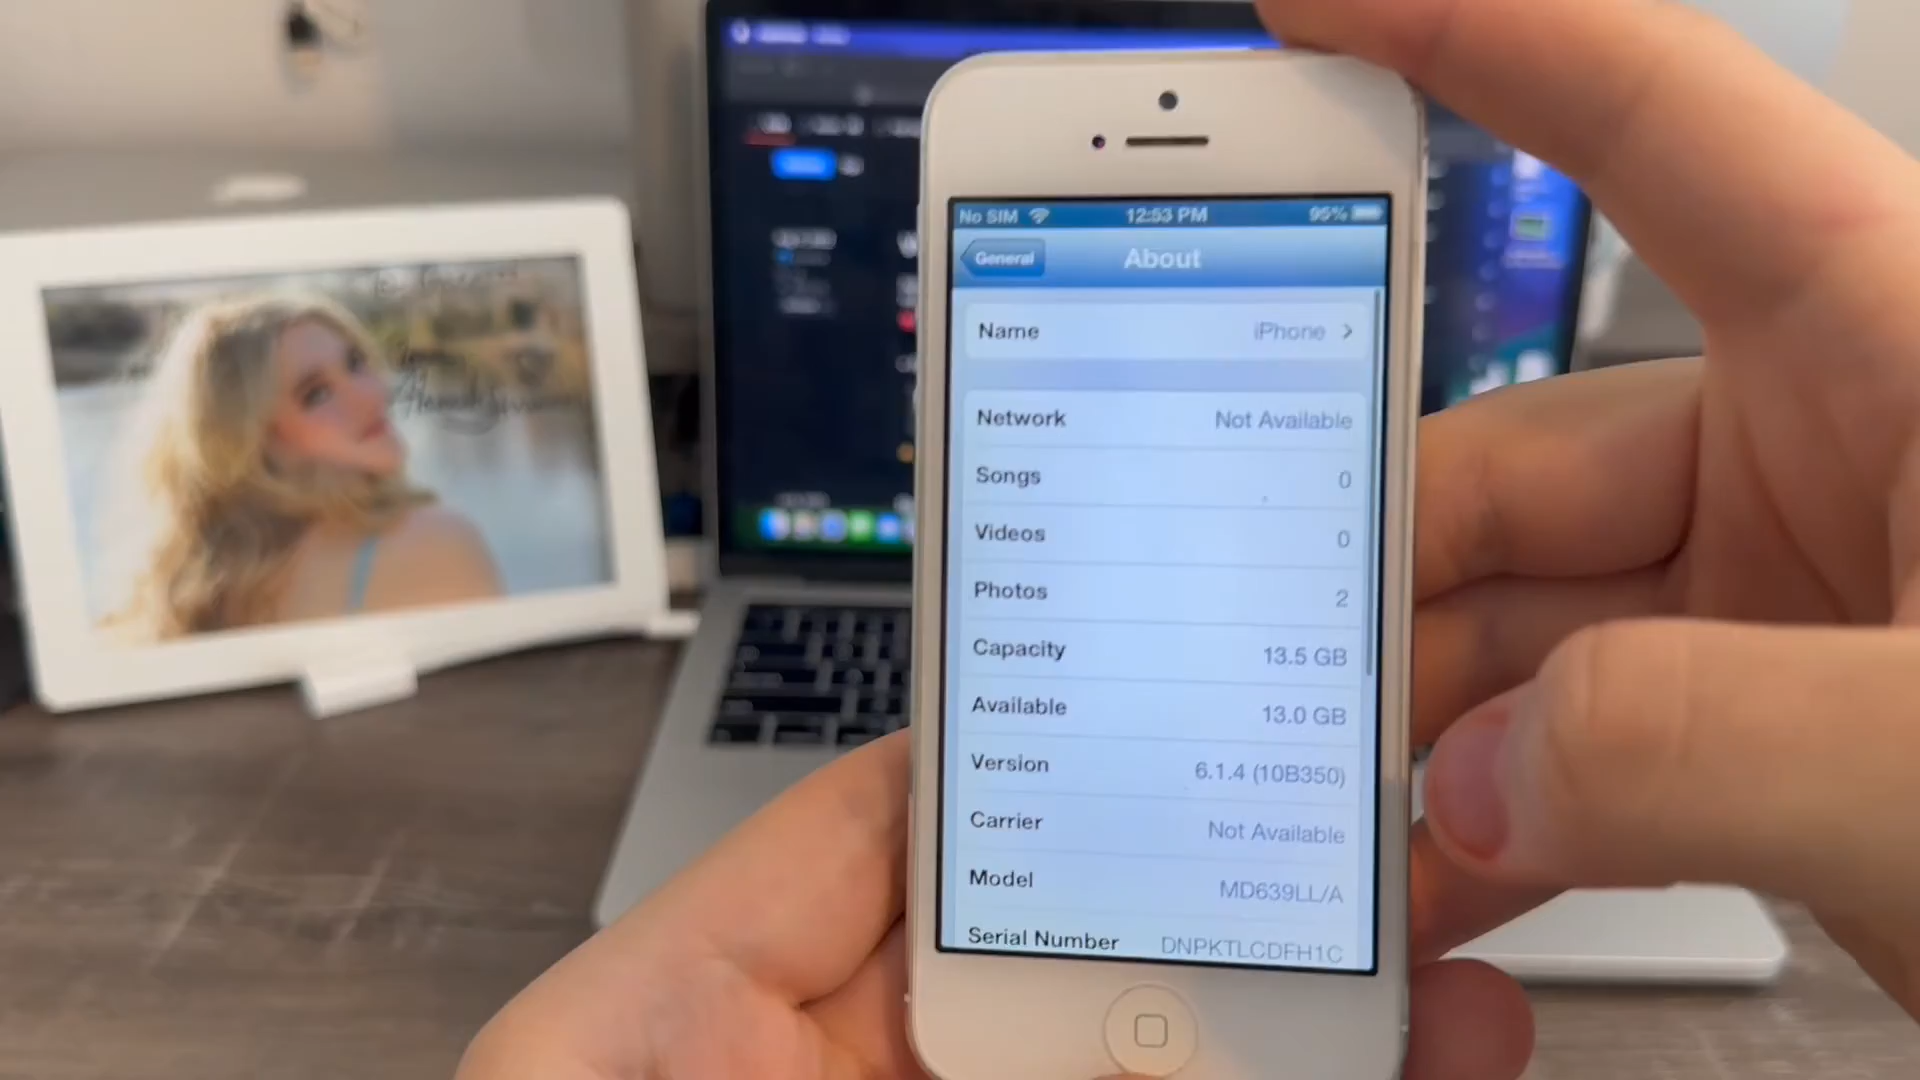 No SIM 12:53 PM 95%
General About
Name iPhone
Network Not Available
Songs 0
Videos 0
Photos 2
Capacity 13.5 GB
Available 13.0 GB
Version 6.1.4 (10B350)
Carrier Not Available
Model MD639LL/A
Serial Number DNPKTLCDFH1C